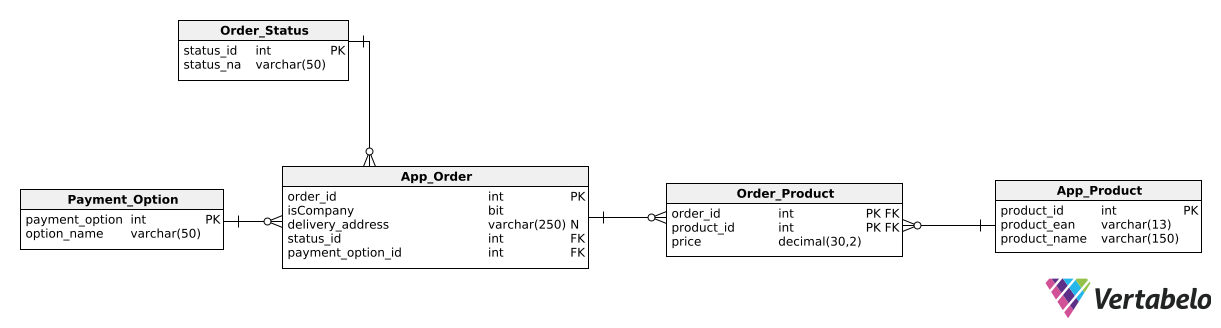 Order_Status
status_id int PK
status_na varchar(50)
Payment_Option
payment_option int PK
option_name varchar(50)
App_Order
order_id int PK
isCompany bit
delivery_address varchar(250) N
status_id int FK
payment_option_id int FK
Order_Product
order_id int PK FK
product_id int PK FK
price decimal(30,2)
App_Product
product_id int PK
product_ean varchar(13)
product_name varchar(150)
Vertabelo